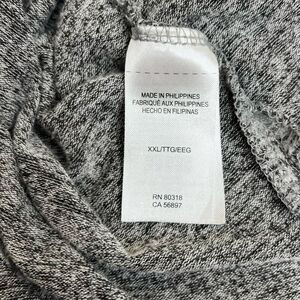 MADE IN PHILIPPINES
FABRIQUÉ AUX PHILIPPINES
HECHO EN FILIPINAS
XXL/TTG/EEG
RN 80318
CA 56897